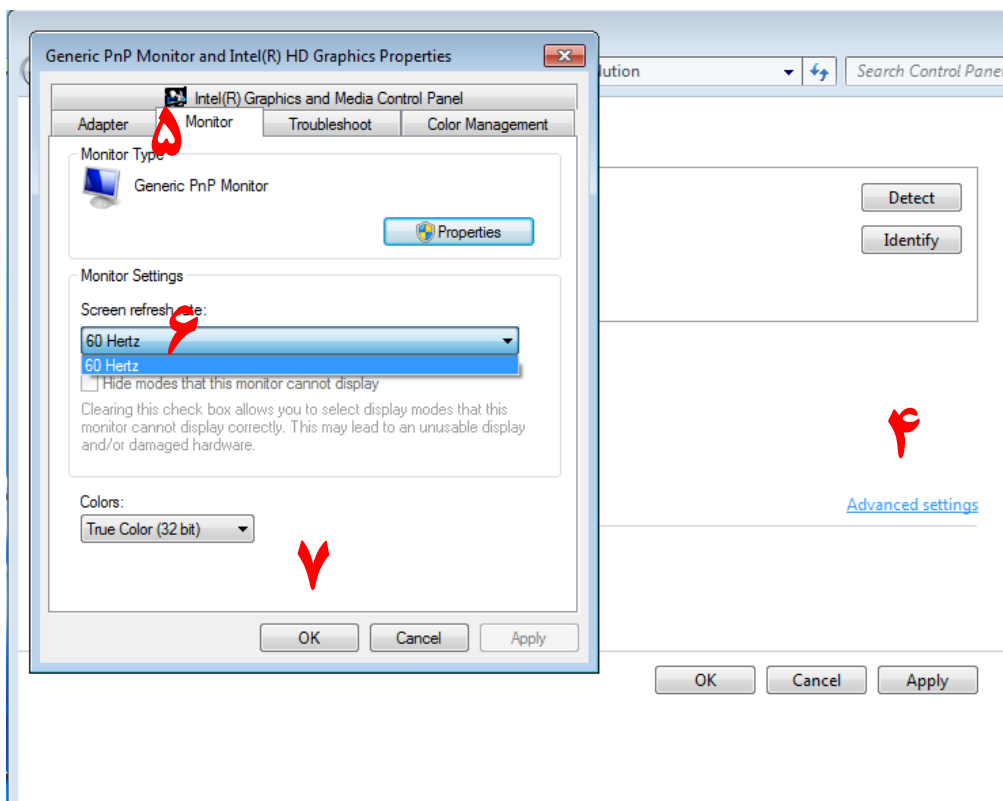 Generic PnP Monitor and Intel(R) HD Graphics Properties
lution
Search Control Pane
Intel(R) Graphics and Media Control Panel
Adapter
Monitor
Troubleshoot
Color Management
۵
Monitor Type
Generic PnP Monitor
Properties
Detect
Identify
Monitor Settings
Screen refresh rate:
۶
60 Hertz
60 Hertz
Hide modes that this monitor cannot display
Clearing this check box allows you to select display modes that this
monitor cannot display correctly. This may lead to an unusable display
and/or damaged hardware.
۴
Advanced settings
Colors:
True Color (32 bit)
۷
OK
Cancel
Apply
OK
Cancel
Apply